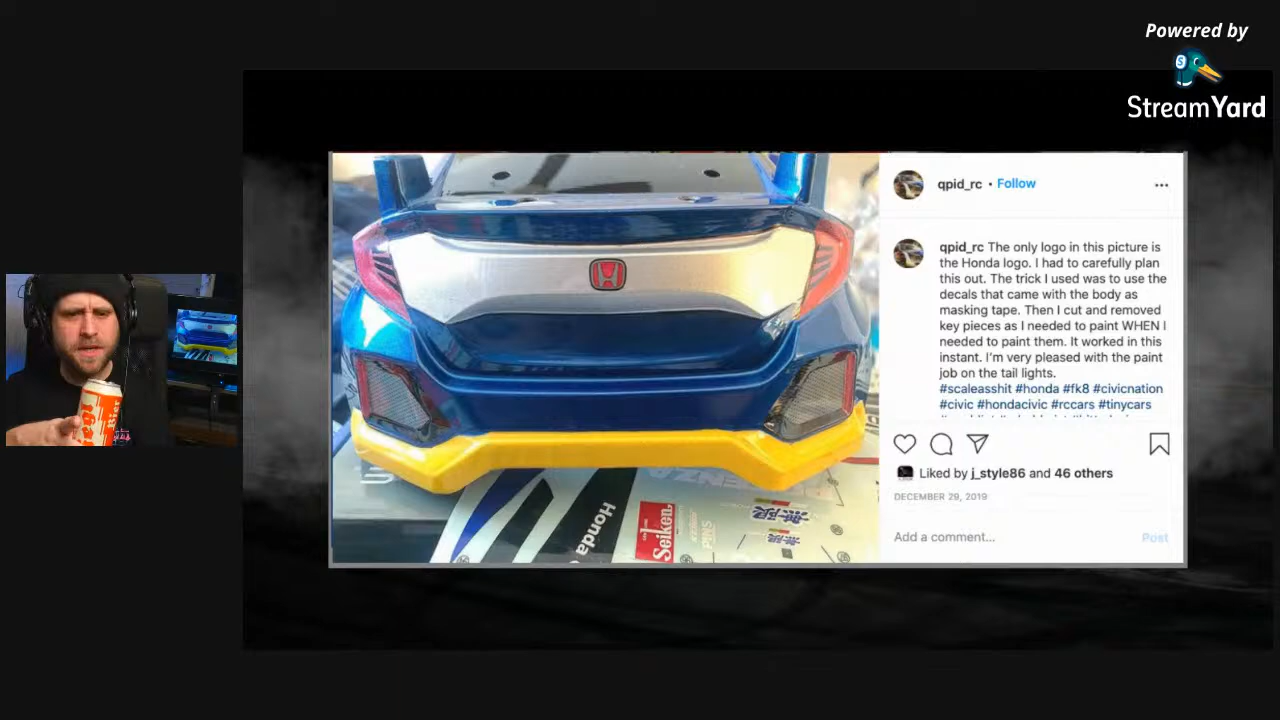 Powered by
StreamYard
qpid_rc • Follow
qpid_rc The only logo in this picture is
the Honda logo. I had to carefully plan
this out. The trick I used was to use the
decals that came with the body as
masking tape. Then I cut and removed
key pieces as I needed to paint WHEN I
needed to paint them. It worked in this
instant. I'm very pleased with the paint
job on the tail lights.
#scaleasshit #honda #fk8 #civicnation
#civic #hondacivic #rccars #tinycars
Liked by j_style86 and 46 others
DECEMBER 29, 2019
Add a comment...
Post
Honda
Seiken
PINS
Bier